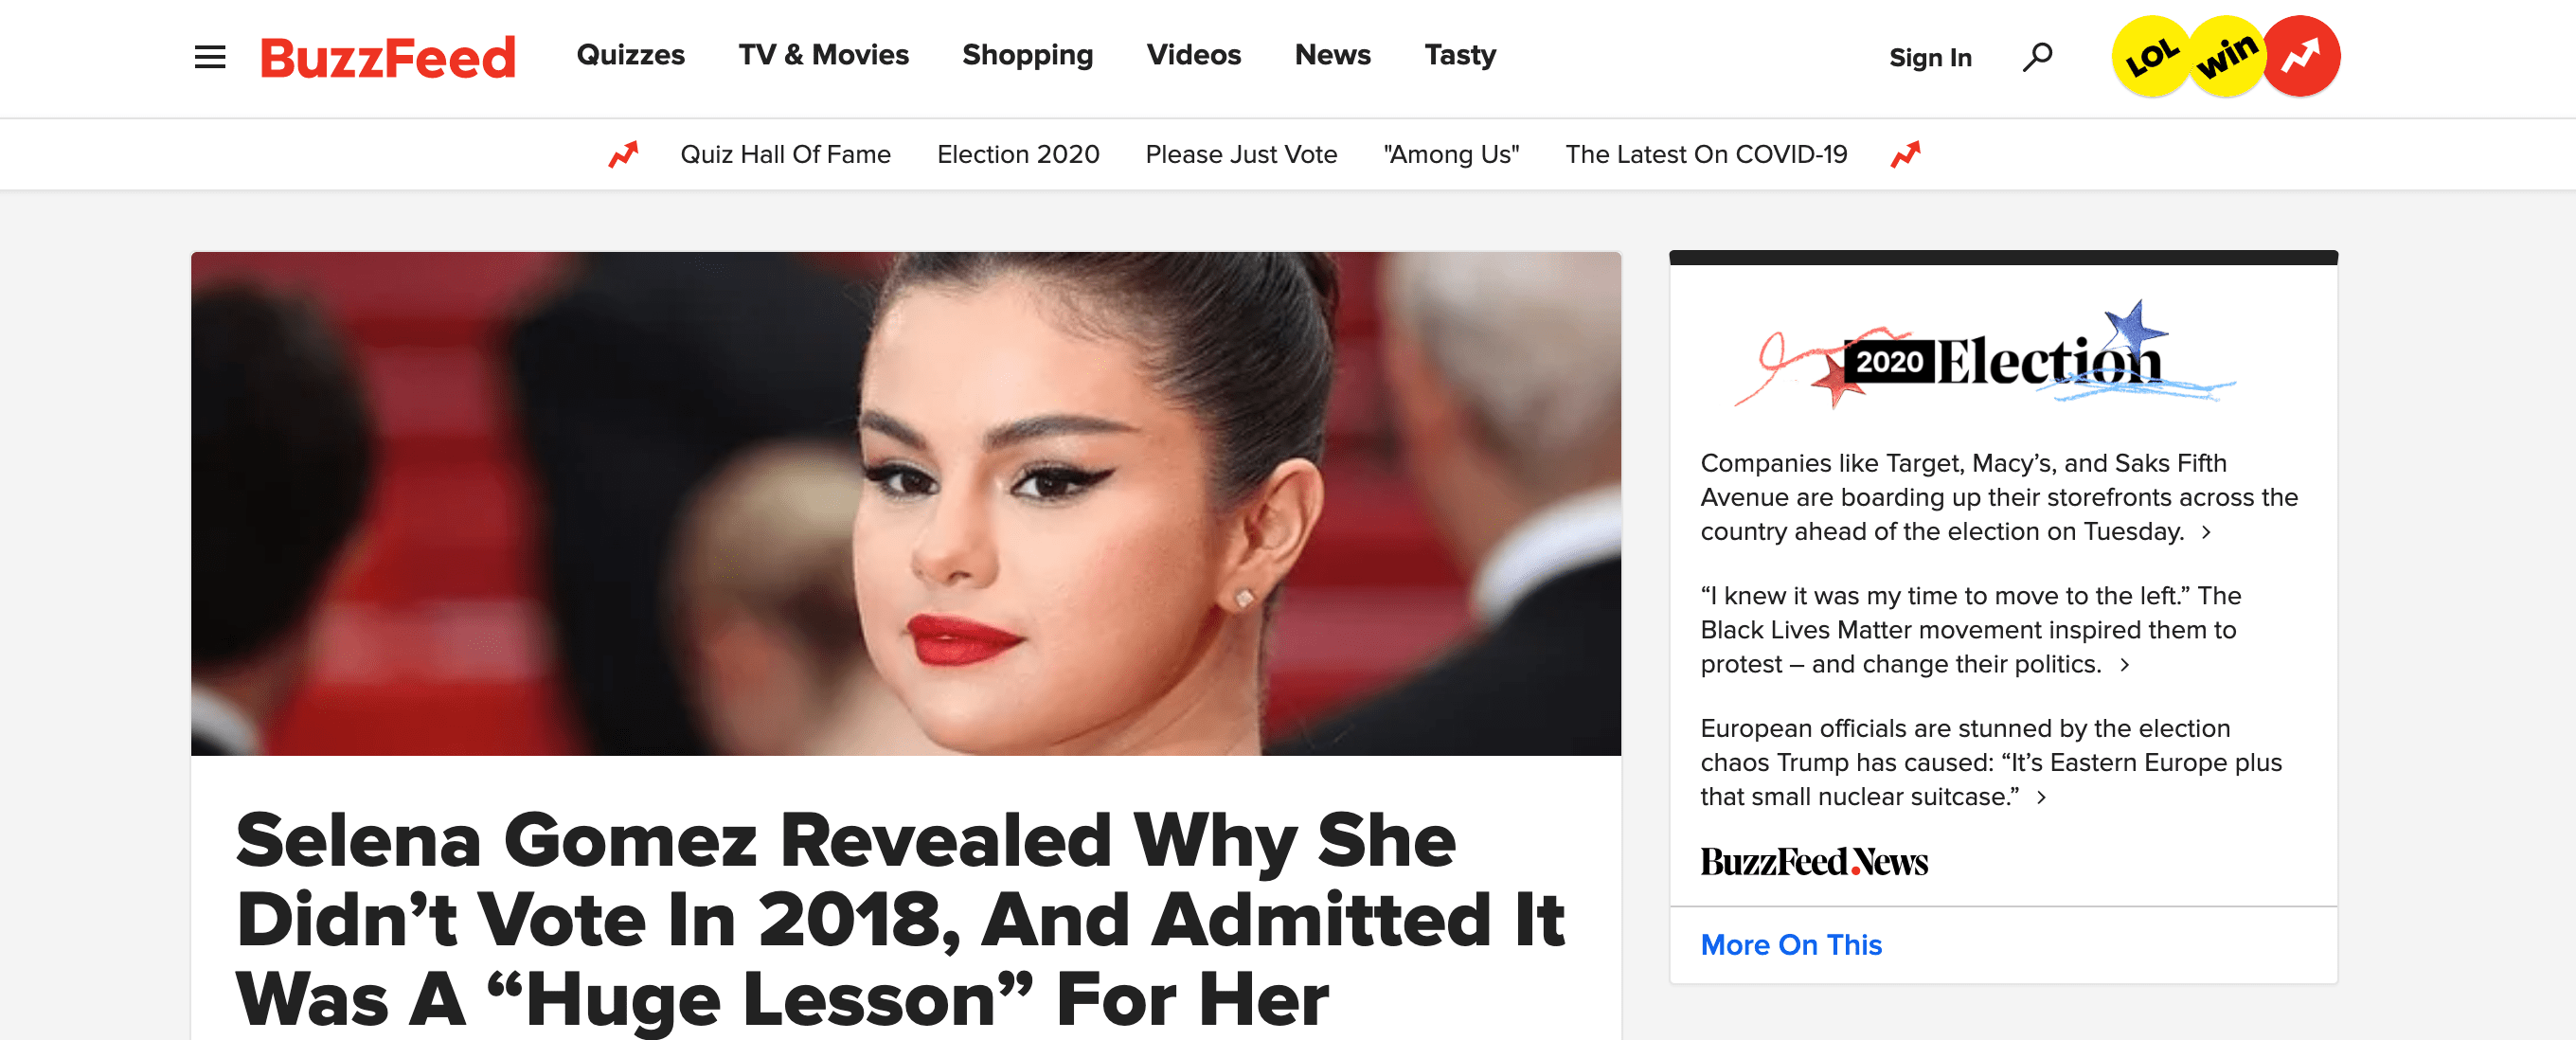 BuzzFeed
Quizzes
TV & Movies
Shopping
Videos
News
Tasty
Sign In
LOL
win
Quiz Hall Of Fame
Election 2020
Please Just Vote
"Among Us"
The Latest On COVID-19
Selena Gomez Revealed Why She
Didn’t Vote In 2018, And Admitted It
Was A “Huge Lesson” For Her
2020 Election
Companies like Target, Macy’s, and Saks Fifth
Avenue are boarding up their storefronts across the
country ahead of the election on Tuesday.
“I knew it was my time to move to the left.” The
Black Lives Matter movement inspired them to
protest – and change their politics.
European officials are stunned by the election
chaos Trump has caused: “It’s Eastern Europe plus
that small nuclear suitcase.”
BuzzFeed.News
More On This